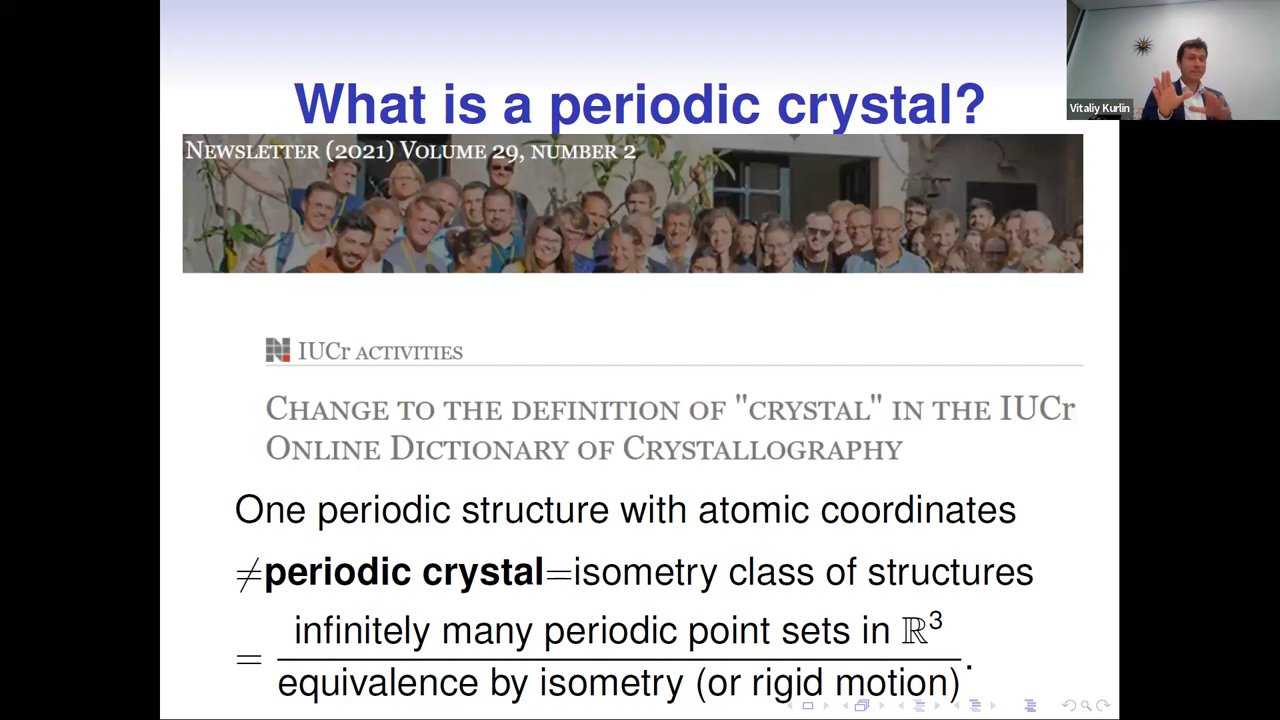 What is a periodic crystal?
Vitaliy Kurlin
NEWSLETTER (2021) VOLUME 29, NUMBER 2
IUCr ACTIVITIES
CHANGE TO THE DEFINITION OF "CRYSTAL" IN THE IUCr
ONLINE DICTIONARY OF CRYSTALLOGRAPHY
One periodic structure with atomic coordinates
≠periodic crystal=isometry class of structures
infinitely many periodic point sets in ℝ³
=
equivalence by isometry (or rigid motion)
.